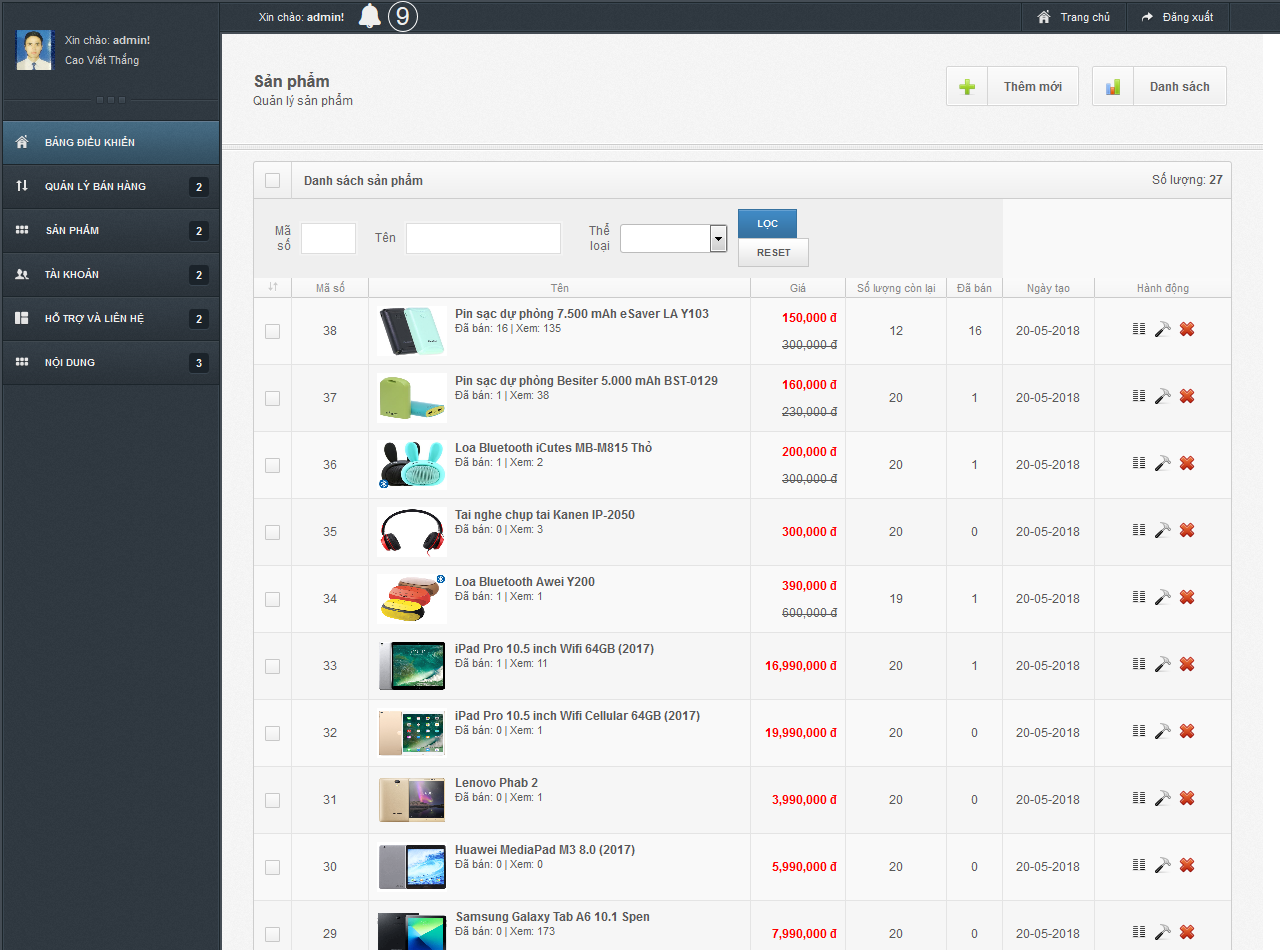 Xin chào: admin!
Cao Viết Thắng
Xin chào: admin! 9
Trang chủ
Đăng xuất
BẢNG ĐIỀU KHIỂN
QUẢN LÝ BÁN HÀNG 2
SẢN PHẨM 2
TÀI KHOẢN 2
HỖ TRỢ VÀ LIÊN HỆ 2
NỘI DUNG 3
Sản phẩm
Quản lý sản phẩm
Thêm mới
Danh sách
Danh sách sản phẩm
Số lượng: 27
Mã số
Tên
Thể loại
LỌC
RESET
Mã số Tên Giá Số lượng còn lại Đã bán Ngày tạo Hành động
38 Pin sạc dự phòng 7.500 mAh eSaver LA Y103 150,000 đ
Đã bán: 16 | Xem: 135 12 16 20-05-2018
300,000 đ
37 Pin sạc dự phòng Besiter 5.000 mAh BST-0129 160,000 đ
Đã bán: 1 | Xem: 38 20 1 20-05-2018
230,000 đ
36 Loa Bluetooth iCutes MB-M815 Thỏ 200,000 đ
Đã bán: 1 | Xem: 2 20 1 20-05-2018
300,000 đ
35 Tai nghe chụp tai Kanen IP-2050
Đã bán: 0 | Xem: 3 300,000 đ 20 0 20-05-2018
34 Loa Bluetooth Awei Y200 390,000 đ
Đã bán: 1 | Xem: 1 19 1 20-05-2018
600,000 đ
33 iPad Pro 10.5 inch Wifi 64GB (2017)
Đã bán: 1 | Xem: 11 16,990,000 đ 20 1 20-05-2018
32 iPad Pro 10.5 inch Wifi Cellular 64GB (2017)
Đã bán: 0 | Xem: 1 19,990,000 đ 20 0 20-05-2018
31 Lenovo Phab 2
Đã bán: 0 | Xem: 1 3,990,000 đ 20 0 20-05-2018
30 Huawei MediaPad M3 8.0 (2017)
Đã bán: 0 | Xem: 0 5,990,000 đ 20 0 20-05-2018
29 Samsung Galaxy Tab A6 10.1 Spen
Đã bán: 0 | Xem: 173 7,990,000 đ 20 0 20-05-2018